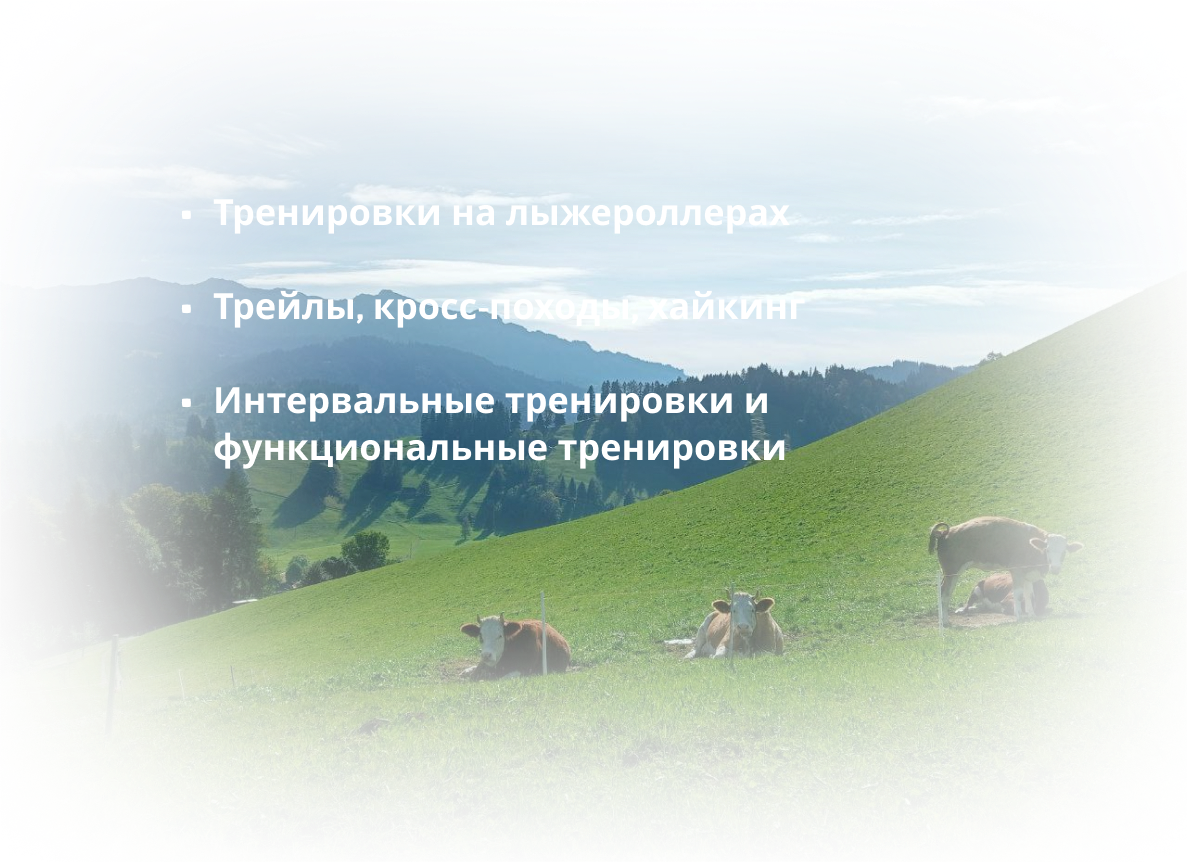 ▪ Тренировки на лыжероллерах
▪ Трейлы, кросс-походы, хайкинг
▪ Интервальные тренировки и
функциональные тренировки